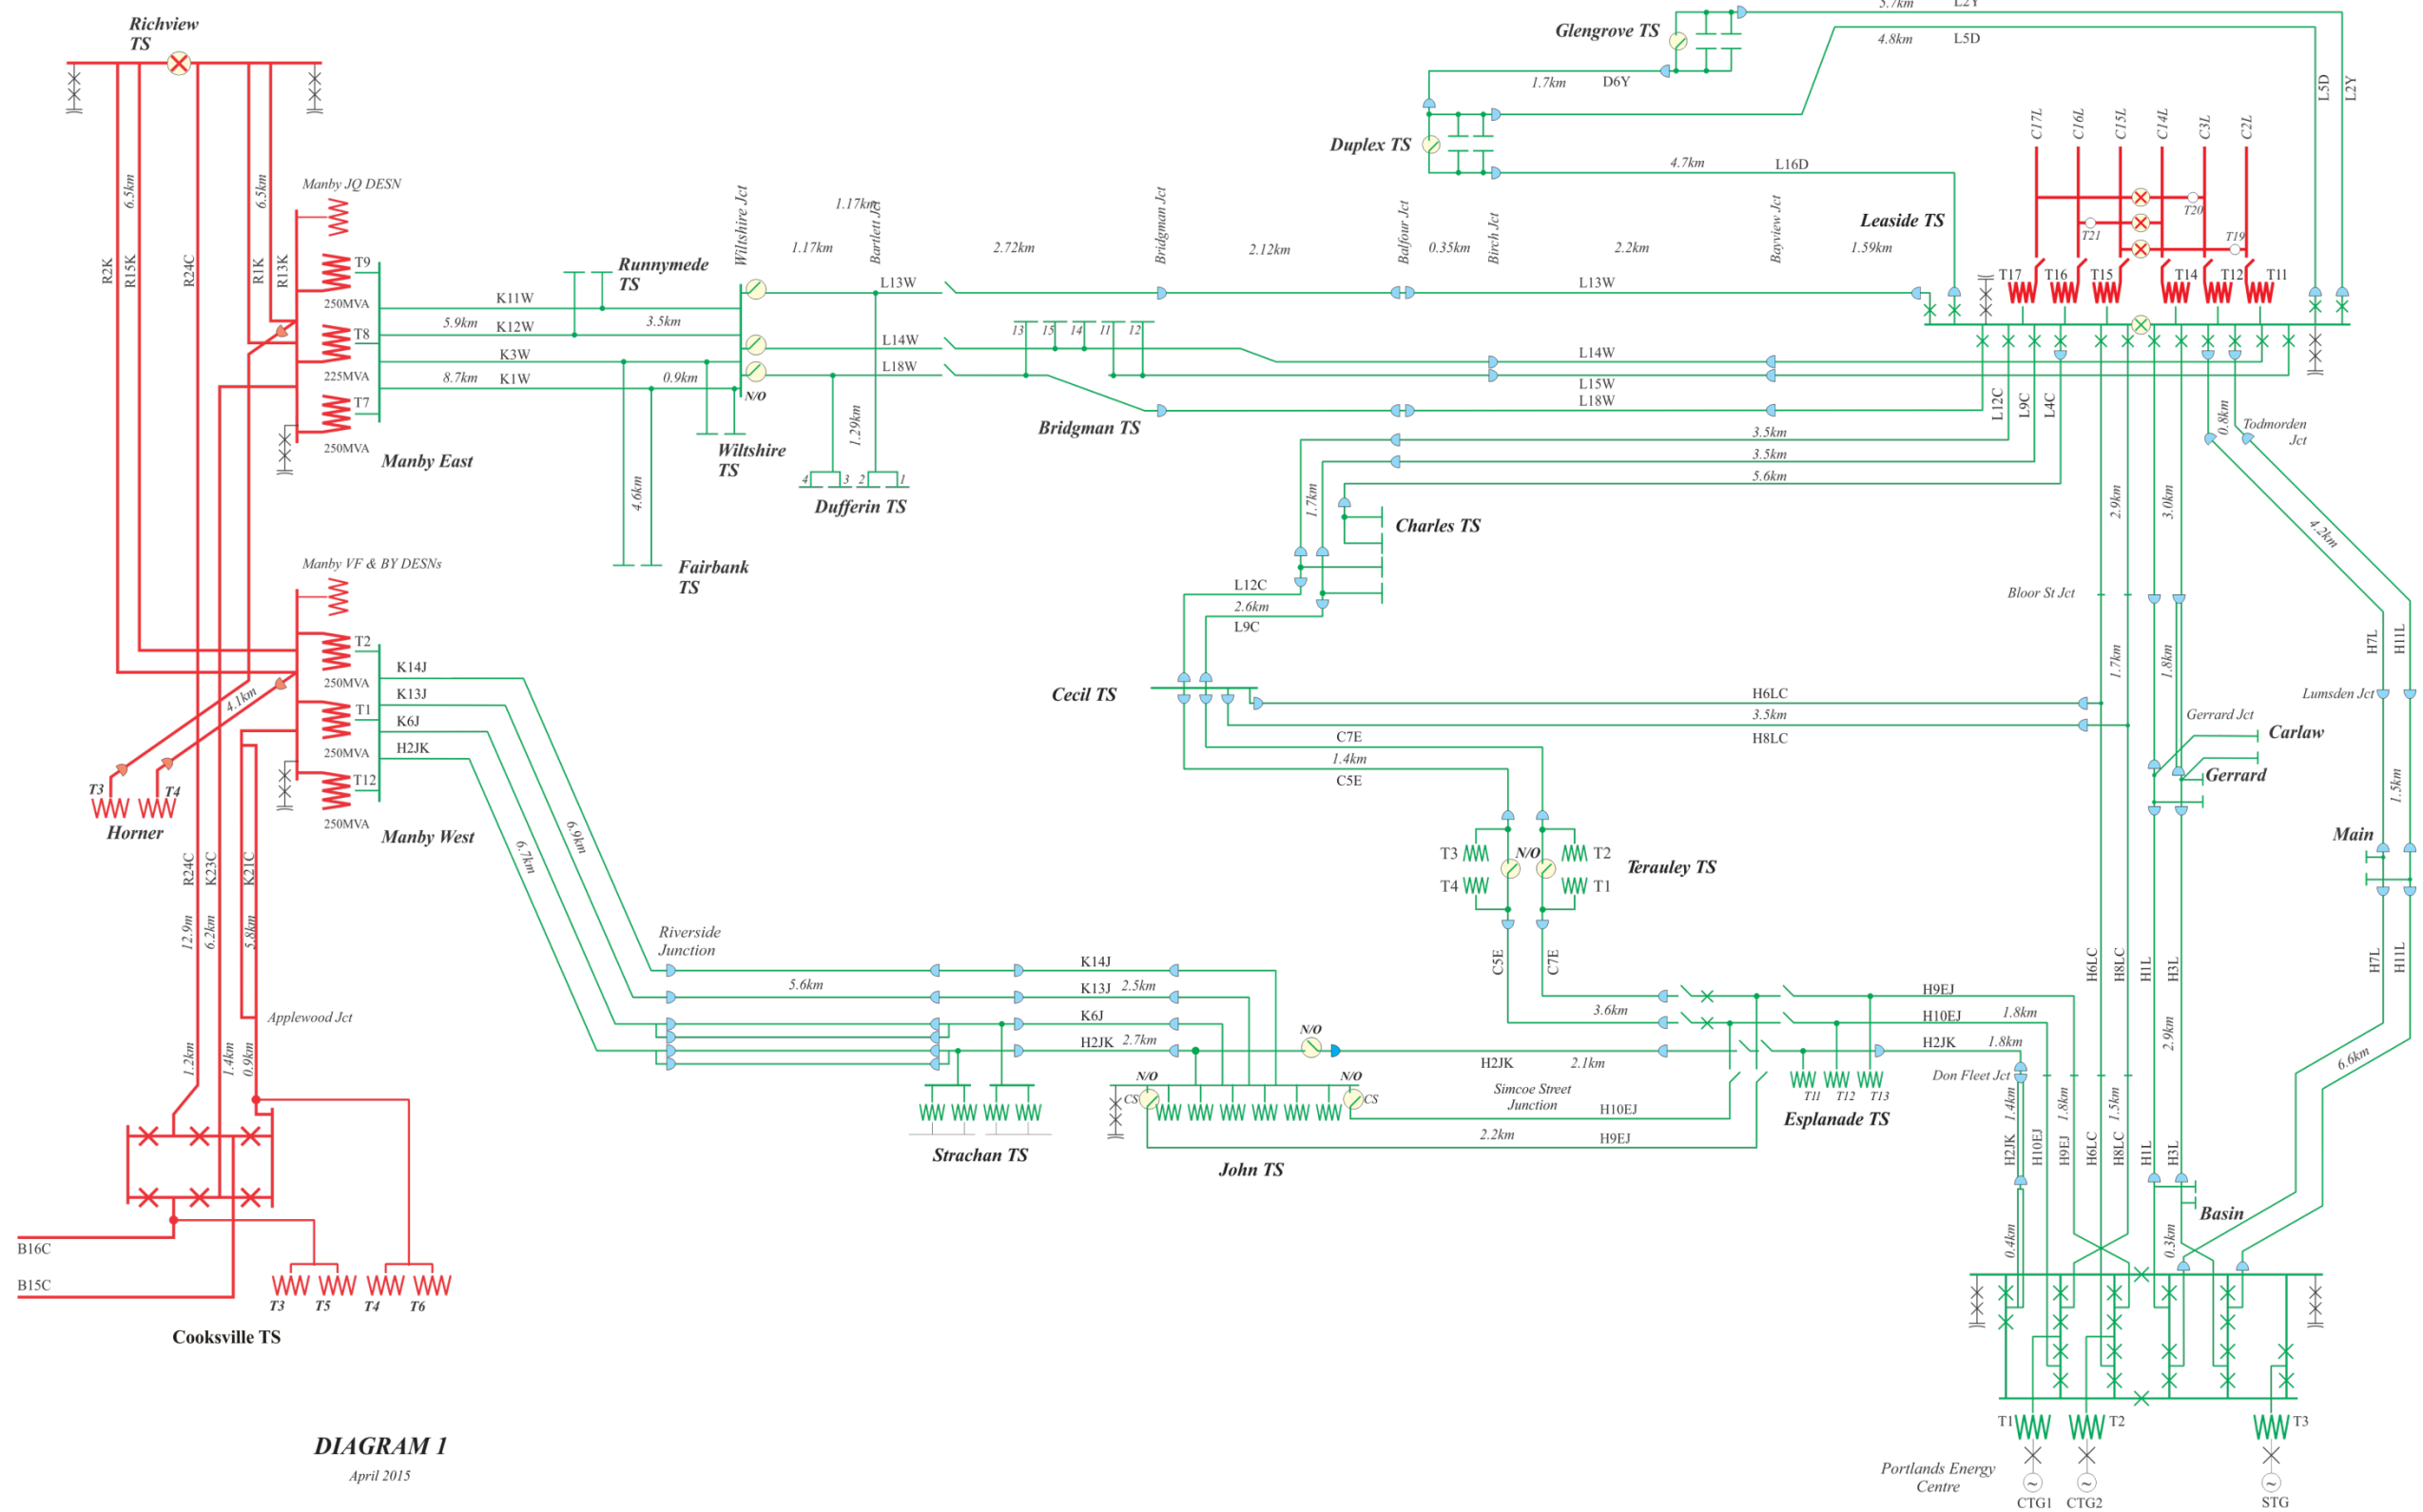 Richview
TS
R2K
R15K
6.5km
R24C
R1K
6.5km
R13K
Manby JQ DESN
T9
250MVA
T8
225MVA
T7
250MVA
Manby East
K11W
5.9km
K12W
K3W
8.7km
K1W
Runnymede
TS
3.5km
0.9km
4.6km
Fairbank
TS
Wiltshire Jct
N/O
Wiltshire
TS
1.17km
1.17km
Bartlett Jct
2.72km
L13W
L14W
L18W
1.29km
4
3
2
1
Dufferin TS
Bridgman Jct
2.12km
13
15
14
11
12
Bridgman TS
Balfour Jct
0.35km
Birch Jct
2.2km
Bayview Jct
1.59km
L13W
L14W
L15W
L18W
Glengrove TS
5.7km
L2Y
4.8km
L5D
1.7km
D6Y
Duplex TS
4.7km
L16D
L5D
L2Y
Leaside TS
C17L
C16L
C15L
C14L
C3L
C2L
T20
T21
T19
T17
T16
T15
T14
T12
T11
L12C
L9C
L4C
0.8km
Todmorden
Jct
3.5km
3.5km
5.6km
1.7km
Charles TS
L12C
2.6km
L9C
2.9km
3.0km
4.2km
Bloor St Jct
1.7km
1.8km
H7L
H11L
Cecil TS
H6LC
3.5km
H8LC
C7E
1.4km
C5E
Lumsden Jct
Gerrard Jct
Carlaw
Gerrard
1.5km
Main
T3
N/O
T2
T4
T1
Terauley TS
Manby VF & BY DESNs
T2
250MVA
T1
250MVA
T12
250MVA
Manby West
K14J
K13J
K6J
H2JK
4.1km
T3
T4
Horner
6.9km
6.7km
R24C
K23C
K21C
12.9m
6.2km
5.8km
Applewood Jct
1.2km
1.4km
0.9km
Riverside
Junction
5.6km
K14J
K13J
2.5km
K6J
H2JK
2.7km
Strachan TS
N/O
N/O
N/O
CS
CS
John TS
H2JK
2.1km
Simcoe Street
Junction
H10EJ
2.2km
H9EJ
C5E
C7E
3.6km
H9EJ
H10EJ
1.8km
H2JK
1.8km
T11
T12
T13
Esplanade TS
Don Fleet Jct
H6LC
H8LC
H1L
H3L
H7L
H11L
2.9km
6.6km
1.4km
1.8km
1.5km
H2JK
H10EJ
H9EJ
H6LC
H8LC
H1L
H3L
Basin
0.4km
0.3km
B16C
B15C
T3
T5
T4
T6
Cooksville TS
T1
T2
T3
Portlands Energy
Centre
CTG1
CTG2
STG
DIAGRAM 1
April 2015